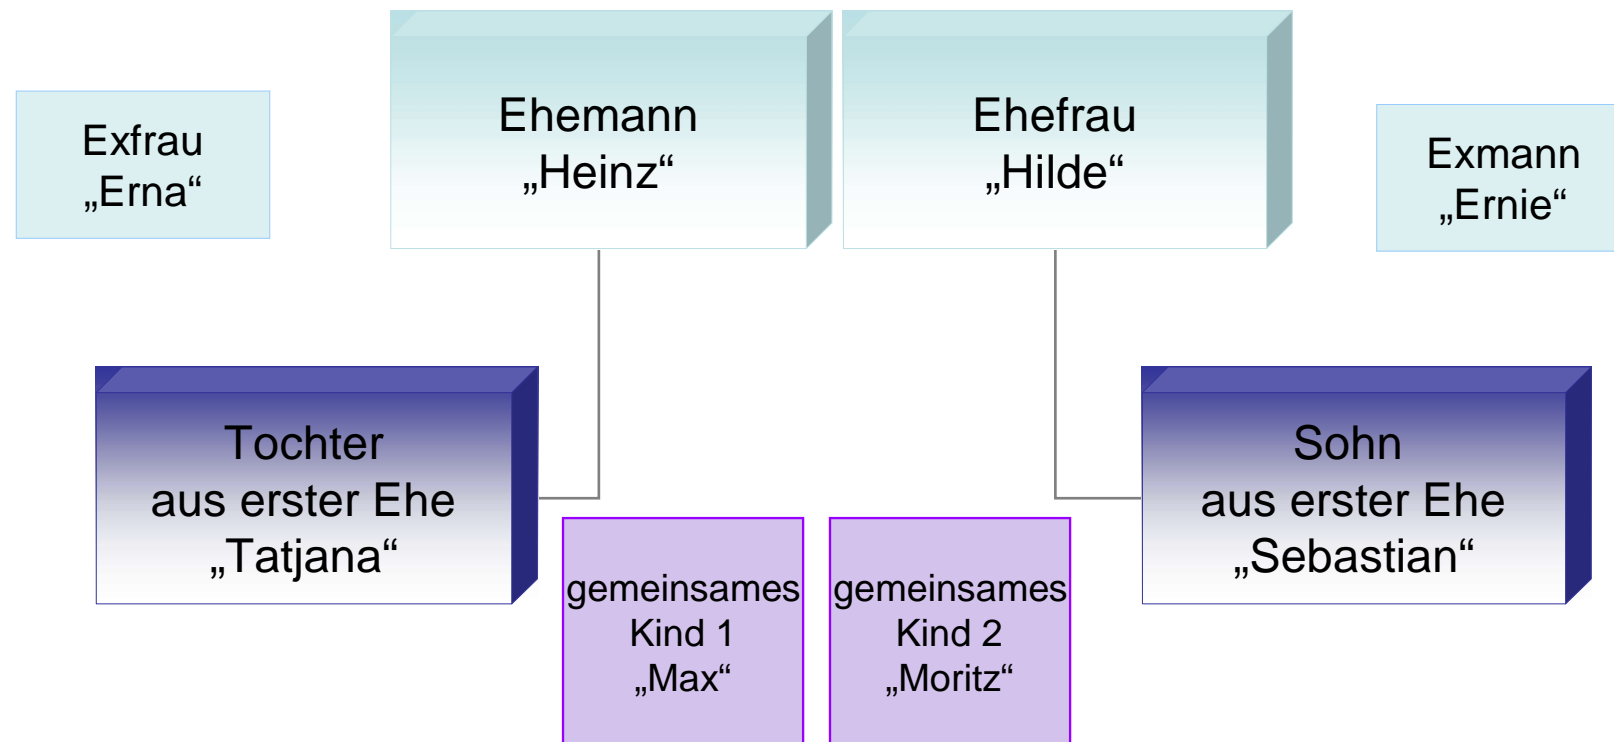 Exfrau
„Erna“
Ehemann
„Heinz“
Ehefrau
„Hilde“
Exmann
„Ernie“
Tochter
aus erster Ehe
„Tatjana“
gemeinsames
Kind 1
„Max“
gemeinsames
Kind 2
„Moritz“
Sohn
aus erster Ehe
„Sebastian“